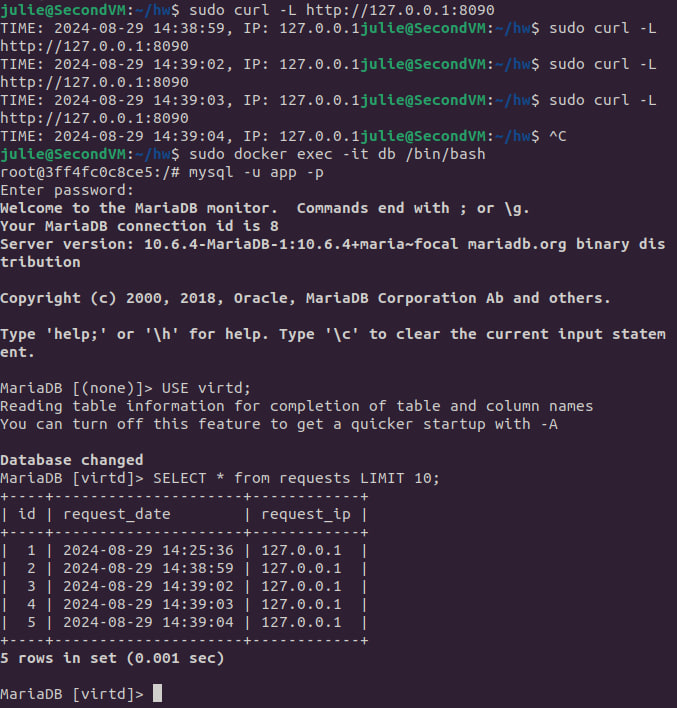 julie@SecondVM:~/hw$ sudo curl -L http://127.0.0.1:8090
TIME: 2024-08-29 14:38:59, IP: 127.0.0.1julie@SecondVM:~/hw$ sudo curl -L
http://127.0.0.1:8090
TIME: 2024-08-29 14:39:02, IP: 127.0.0.1julie@SecondVM:~/hw$ sudo curl -L
http://127.0.0.1:8090
TIME: 2024-08-29 14:39:03, IP: 127.0.0.1julie@SecondVM:~/hw$ sudo curl -L
http://127.0.0.1:8090
TIME: 2024-08-29 14:39:04, IP: 127.0.0.1julie@SecondVM:~/hw$ ^C
julie@SecondVM:~/hw$ sudo docker exec -it db /bin/bash
root@3ff4fc0c8ce5:/# mysql -u app -p
Enter password:
Welcome to the MariaDB monitor.  Commands end with ; or \g.
Your MariaDB connection id is 8
Server version: 10.6.4-MariaDB-1:10.6.4+maria~focal mariadb.org binary dis
tribution

Copyright (c) 2000, 2018, Oracle, MariaDB Corporation Ab and others.

Type 'help;' or '\h' for help. Type '\c' to clear the current input statem
ent.

MariaDB [(none)]> USE virtd;
Reading table information for completion of table and column names
You can turn off this feature to get a quicker startup with -A

Database changed
MariaDB [virtd]> SELECT * from requests LIMIT 10;
+----+---------------------+------------+
| id | request_date        | request_ip |
+----+---------------------+------------+
|  1 | 2024-08-29 14:25:36 | 127.0.0.1  |
|  2 | 2024-08-29 14:38:59 | 127.0.0.1  |
|  3 | 2024-08-29 14:39:02 | 127.0.0.1  |
|  4 | 2024-08-29 14:39:03 | 127.0.0.1  |
|  5 | 2024-08-29 14:39:04 | 127.0.0.1  |
+----+---------------------+------------+
5 rows in set (0.001 sec)

MariaDB [virtd]>